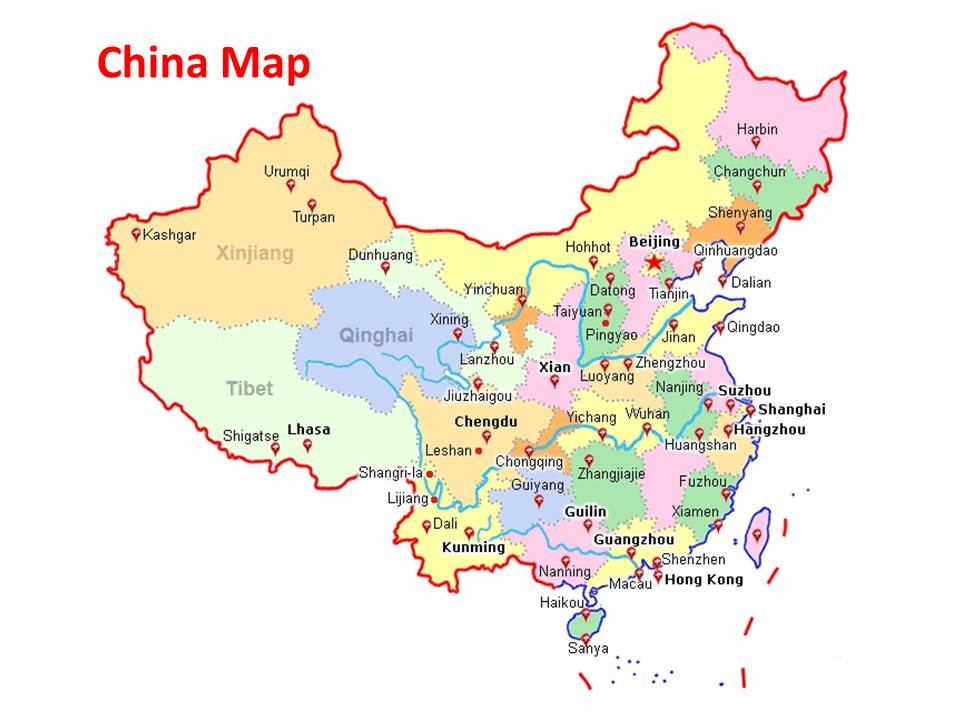 China Map
Harbin
Urumqi
Changchun
Turpan
Shenyang
Kashgar
Beijing
Hohhot
Qinhuangdao
Xinjiang
Dunhuang
Dalian
Yinchuan
Datong
Tianjin
Taiyuan
Xining
Qingdao
Qinghai
Pingyao
Jinan
Lanzhou
Zhengzhou
Xian
Luoyang
Tibet
Nanjing
Suzhou
Jiuzhaigou
Shanghai
Yichang
Wuhan
Chengdu
Lhasa
Hangzhou
Shigatse
Huangshan
Leshan
Chongqing
Shangri-la
Zhangjiajie
Guiyang
Fuzhou
Lijiang
Guilin
Xiamen
Dali
Guangzhou
Kunming
Shenzhen
Nanning
Macau
Hong Kong
Haikou
Sanya